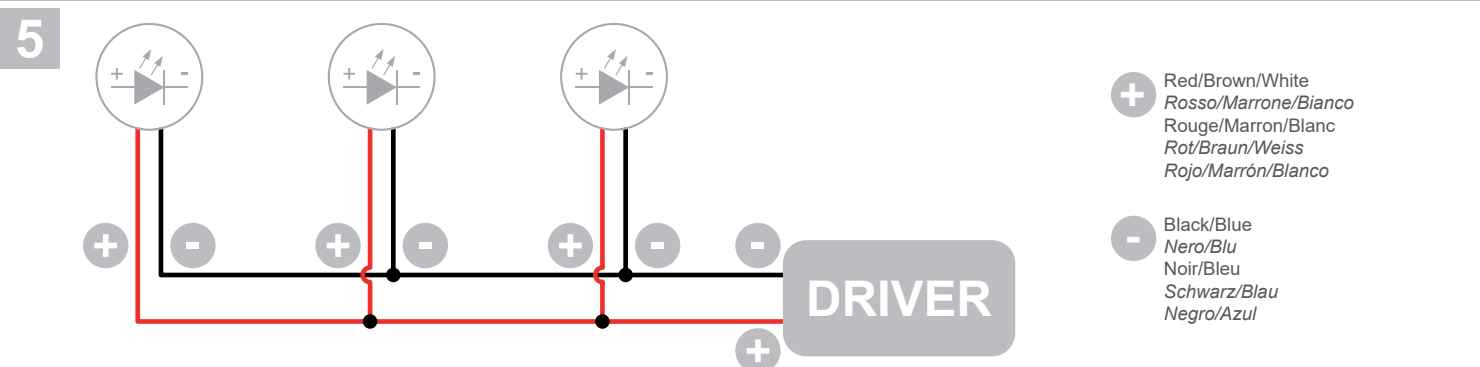 5
+ -
+ -
+ -
+ - + - + - -
DRIVER
+
+ Red/Brown/White
Rosso/Marrone/Bianco
Rouge/Marron/Blanc
Rot/Braun/Weiss
Rojo/Marrón/Blanco
- Black/Blue
Nero/Blu
Noir/Bleu
Schwarz/Blau
Negro/Azul